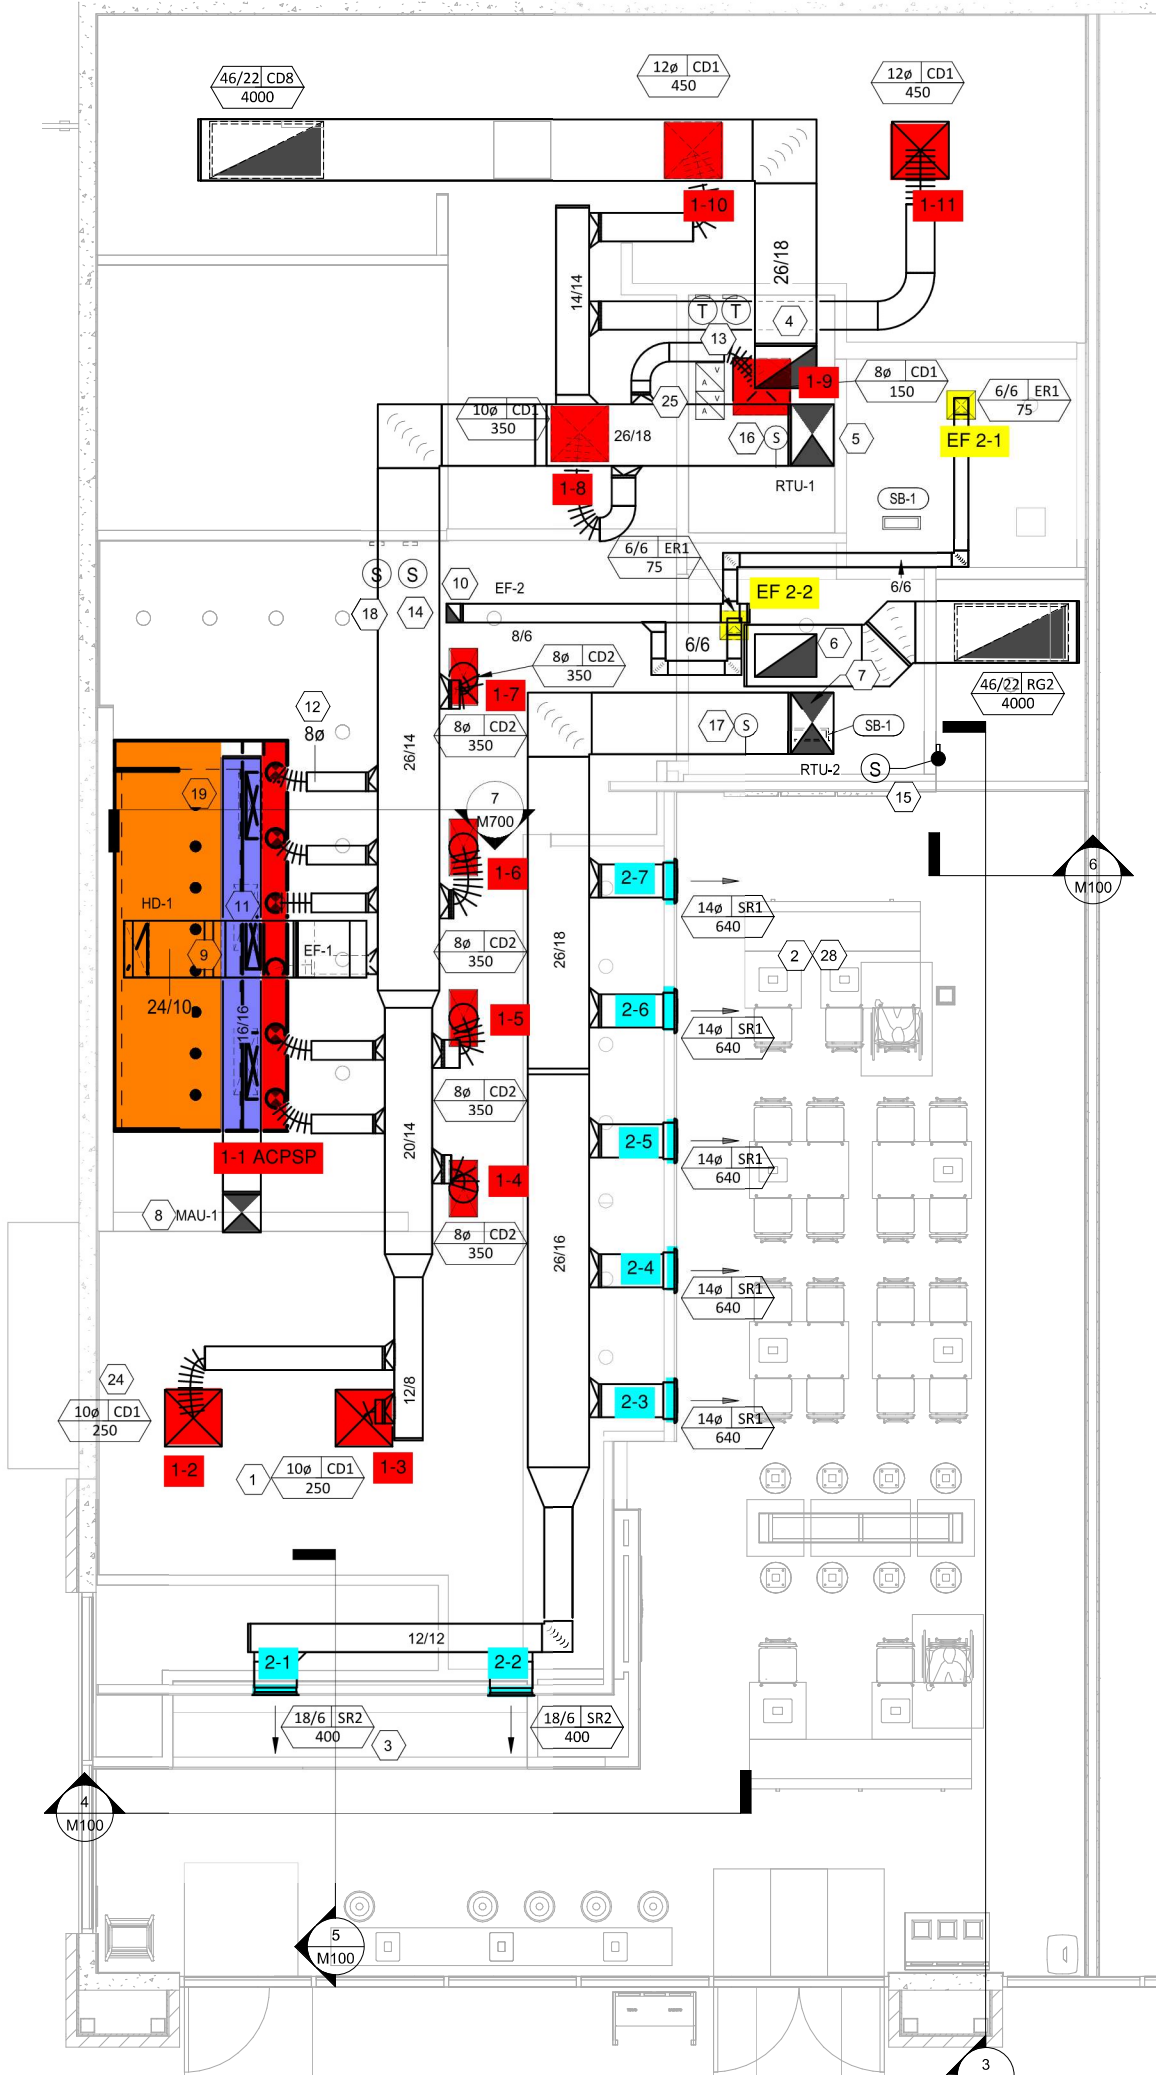 46/22 CD8
4000
12ø CD1
450
12ø CD1
450
1-10
1-11
26/18
14/14
T T
4
13
1-9
8ø CD1
150
6/6 ER1
75
V
A
V
A
25
10ø CD1
350
26/18
16 S
5
EF 2-1
RTU-1
1-8
SB-1
6/6 ER1
75
S S
18
14
10
EF-2
EF 2-2
6/6
8/6
6/6
6
8ø CD2
350
7
46/22 RG2
4000
1-7
12
8ø
8ø CD2
350
17 S
SB-1
26/14
RTU-2
S
15
19
7
M700
1-6
2-7
6
M100
HD-1
11
14ø SR1
640
9
EF-1
8ø CD2
350
26/18
2 28
24/10
16/16
1-5
2-6
14ø SR1
640
8ø CD2
350
20/14
2-5
1-1 ACPSP
14ø SR1
640
1-4
8 MAU-1
8ø CD2
350
26/16
2-4
14ø SR1
640
24
10ø CD1
250
12/8
2-3
14ø SR1
640
1-2
1
10ø CD1
250
1-3
12/12
2-1
2-2
18/6 SR2
400
3
18/6 SR2
400
4
M100
5
M100
3